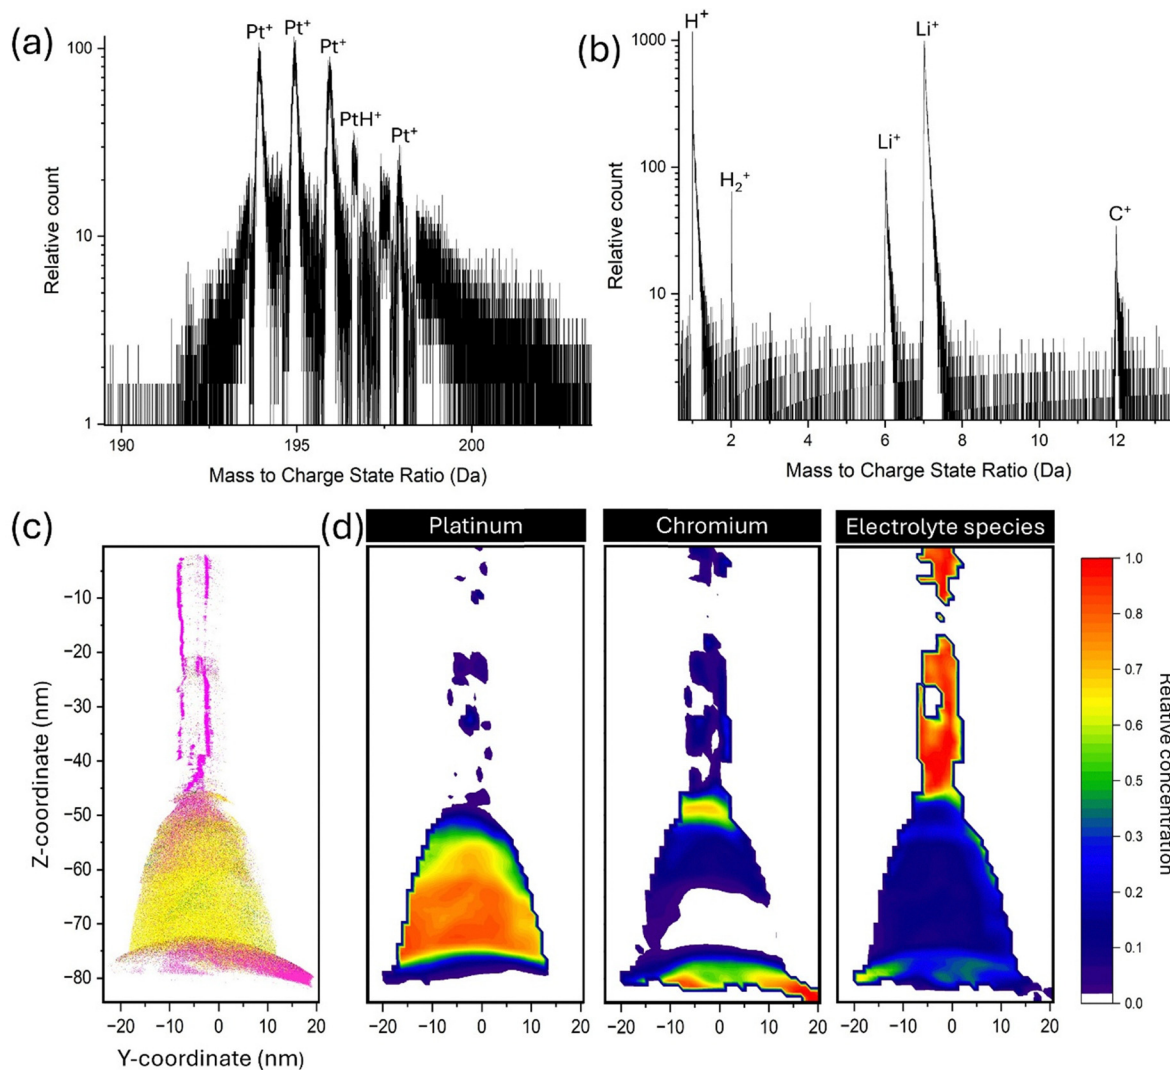 (a)
Pt⁺
Pt⁺
Pt⁺
PtH⁺
Pt⁺
100
10
1
Relative count
190
195
200
Mass to Charge State Ratio (Da)
(b)
H⁺
H₂⁺
Li⁺
Li⁺
C⁺
1000
100
10
Relative count
2
4
6
8
10
12
Mass to Charge State Ratio (Da)
(c)
−10
−20
−30
−40
−50
−60
−70
−80
Z-coordinate (nm)
−20
−10
0
10
20
Y-coordinate (nm)
(d)
Platinum
−20
−10
0
10
20
Chromium
−20
−10
0
10
20
Electrolyte species
−20
−10
0
10
20
1.0
0.8
0.7
0.6
0.5
0.3
0.2
0.1
0.0
Relative concentration